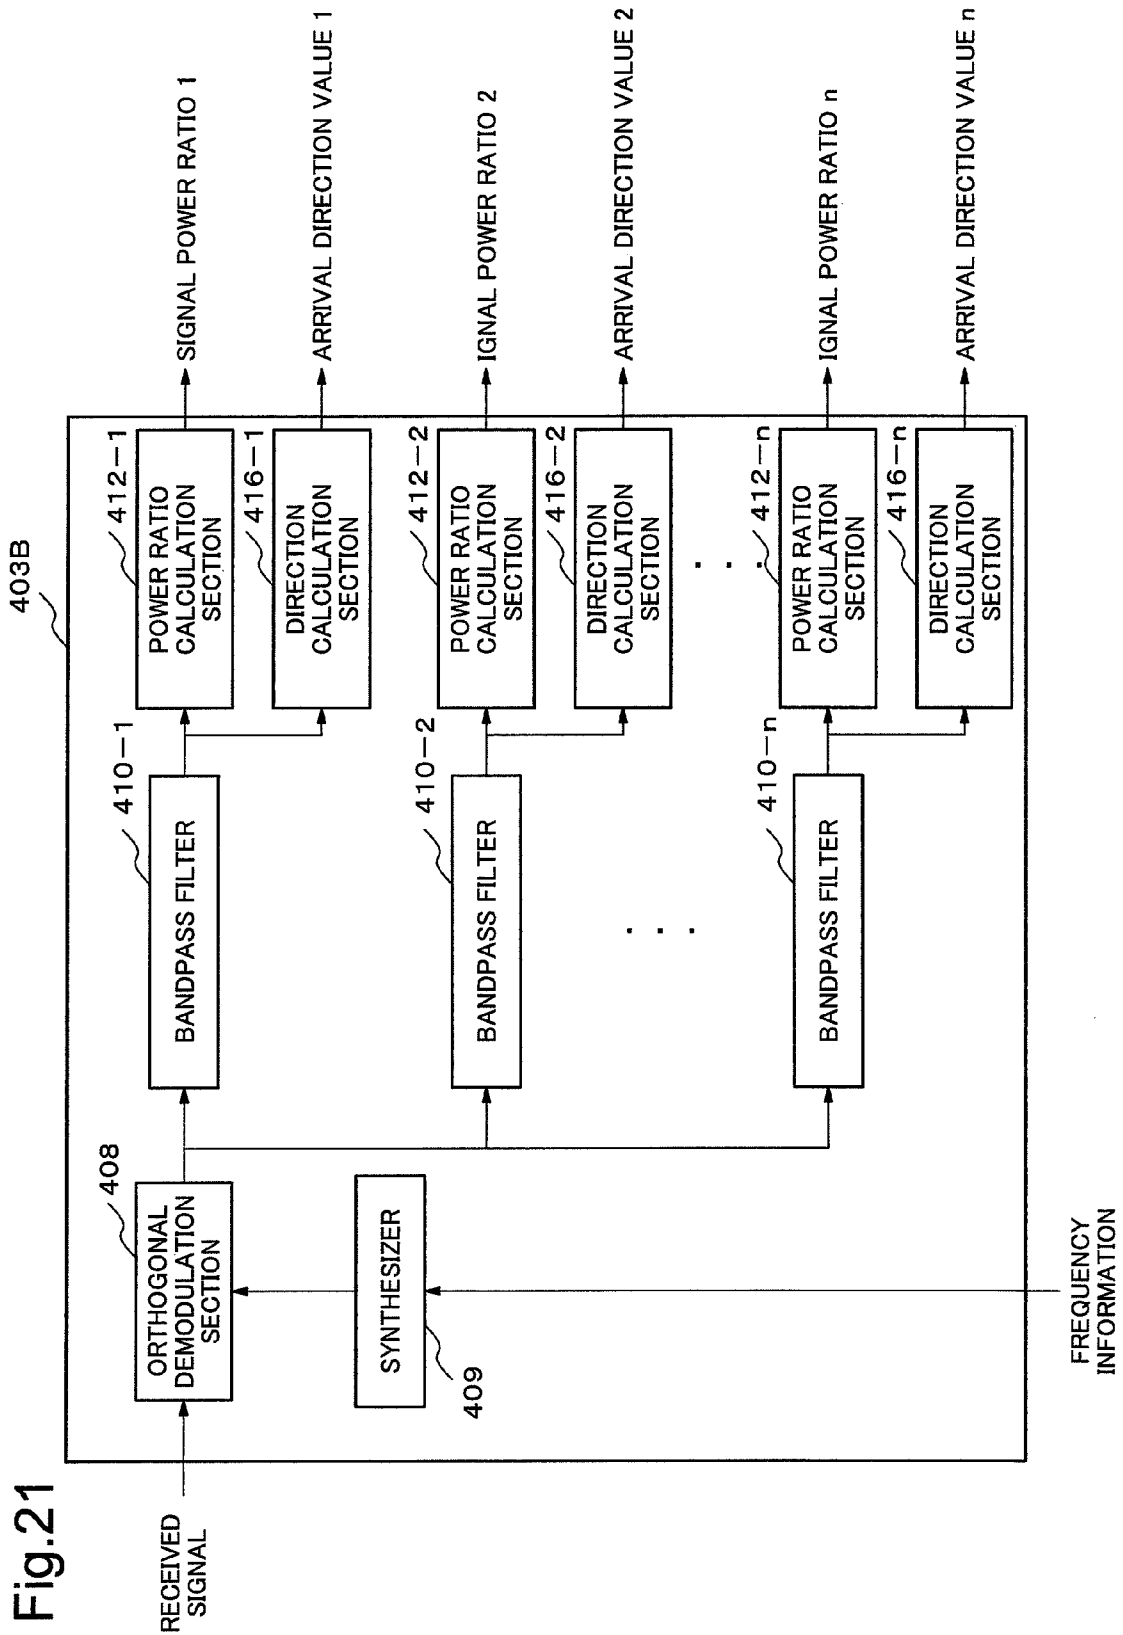 Fig.21
403B
RECEIVED
SIGNAL
408
ORTHOGONAL
DEMODULATION
SECTION
SYNTHESIZER
409
FREQUENCY
INFORMATION
410-1
BANDPASS FILTER
412-1
POWER RATIO
CALCULATION
SECTION
SIGNAL POWER RATIO 1
416-1
DIRECTION
CALCULATION
SECTION
ARRIVAL DIRECTION VALUE 1
410-2
BANDPASS FILTER
412-2
POWER RATIO
CALCULATION
SECTION
IGNAL POWER RATIO 2
416-2
DIRECTION
CALCULATION
SECTION
ARRIVAL DIRECTION VALUE 2
. . .
. . .
410-n
BANDPASS FILTER
412-n
POWER RATIO
CALCULATION
SECTION
IGNAL POWER RATIO n
416-n
DIRECTION
CALCULATION
SECTION
ARRIVAL DIRECTION VALUE n